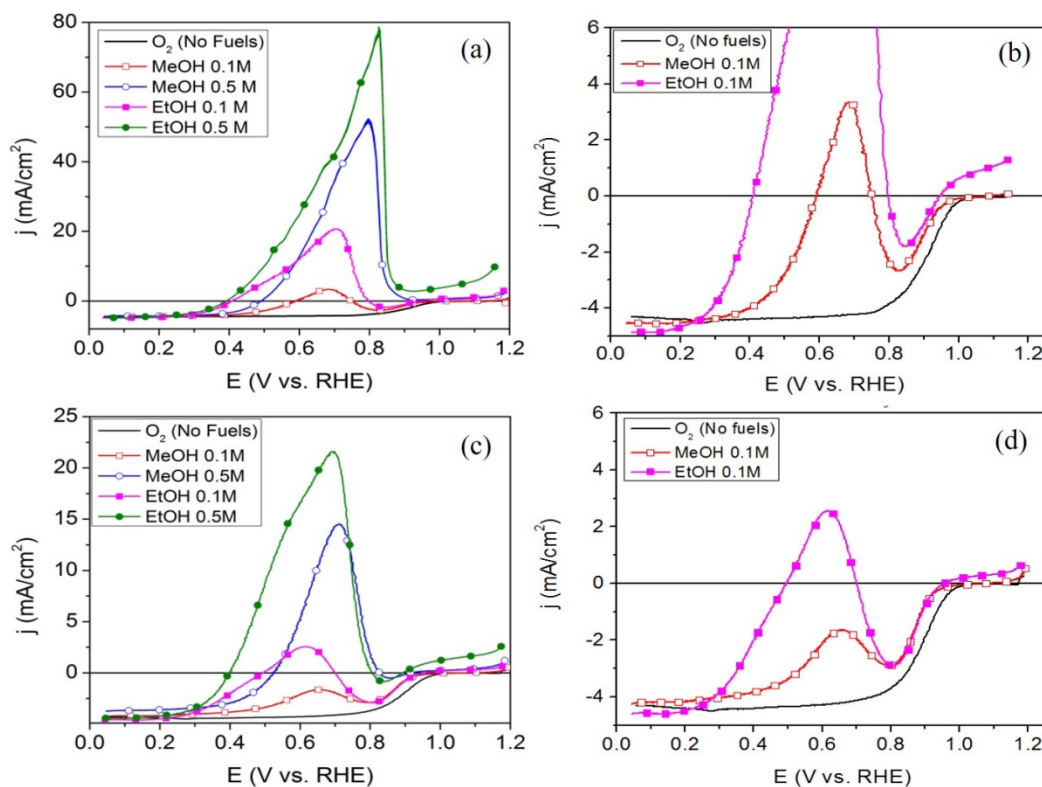 (a)
80
60
40
20
0
j (mA/cm²)
O₂ (No Fuels)
MeOH 0.1M
MeOH 0.5 M
EtOH 0.1 M
EtOH 0.5 M
0.0 0.2 0.4 0.6 0.8 1.0 1.2
E (V vs. RHE)
(b)
6
4
2
0
-2
-4
j (mA/cm²)
O₂ (No fuels)
MeOH 0.1M
EtOH 0.1M
0.0 0.2 0.4 0.6 0.8 1.0 1.2
E (V vs. RHE)
(c)
25
20
15
10
5
0
j (mA/cm²)
O₂ (No Fuels)
MeOH 0.1M
MeOH 0.5M
EtOH 0.1M
EtOH 0.5M
0.0 0.2 0.4 0.6 0.8 1.0 1.2
E (V vs. RHE)
(d)
6
4
2
0
-2
-4
j (mA/cm²)
O₂ (No fuels)
MeOH 0.1M
EtOH 0.1M
0.0 0.2 0.4 0.6 0.8 1.0 1.2
E (V vs. RHE)